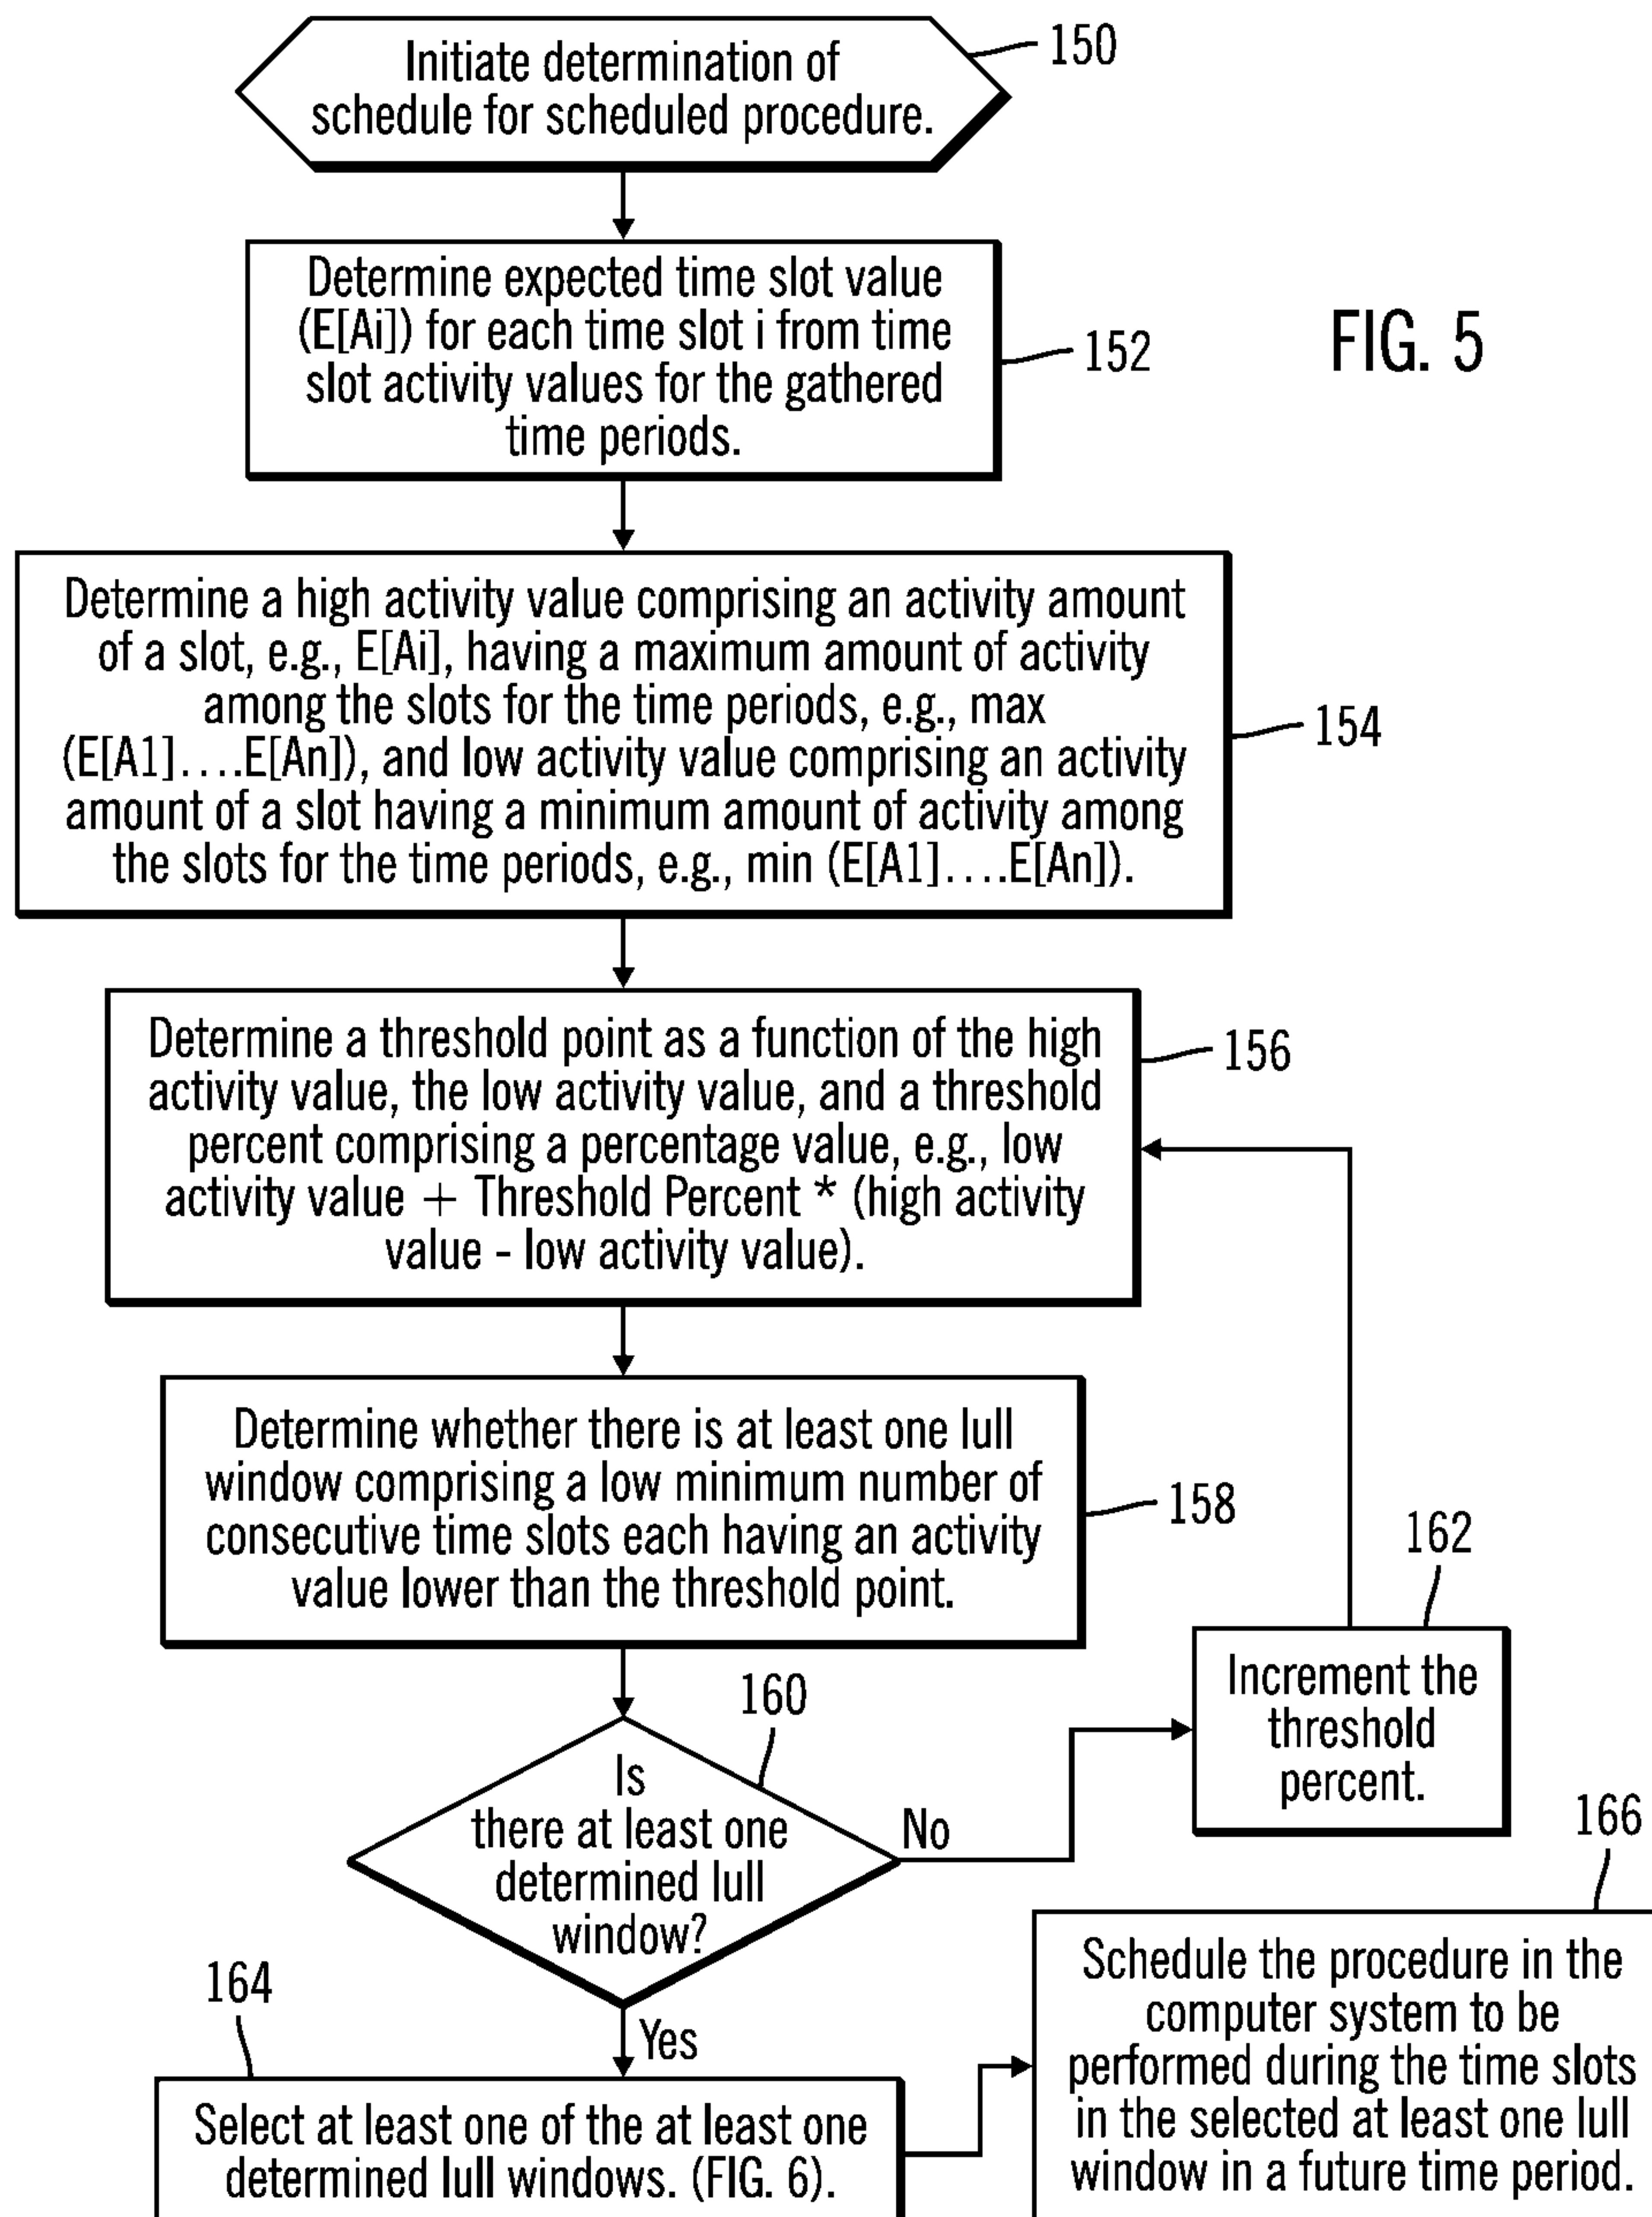 Initiate determination of
schedule for scheduled procedure.
150
Determine expected time slot value
(E[Ai]) for each time slot i from time
slot activity values for the gathered
time periods.
152
FIG. 5
Determine a high activity value comprising an activity amount
of a slot, e.g., E[Ai], having a maximum amount of activity
among the slots for the time periods, e.g., max
(E[A1]....E[An]), and low activity value comprising an activity
amount of a slot having a minimum amount of activity among
the slots for the time periods, e.g., min (E[A1]....E[An]).
154
Determine a threshold point as a function of the high
activity value, the low activity value, and a threshold
percent comprising a percentage value, e.g., low
activity value + Threshold Percent * (high activity
value - low activity value).
156
Determine whether there is at least one lull
window comprising a low minimum number of
consecutive time slots each having an activity
value lower than the threshold point.
158
160
Is
there at least one
determined lull
window?
No
Yes
162
Increment the
threshold
percent.
164
Select at least one of the at least one
determined lull windows. (FIG. 6).
166
Schedule the procedure in the
computer system to be
performed during the time slots
in the selected at least one lull
window in a future time period.